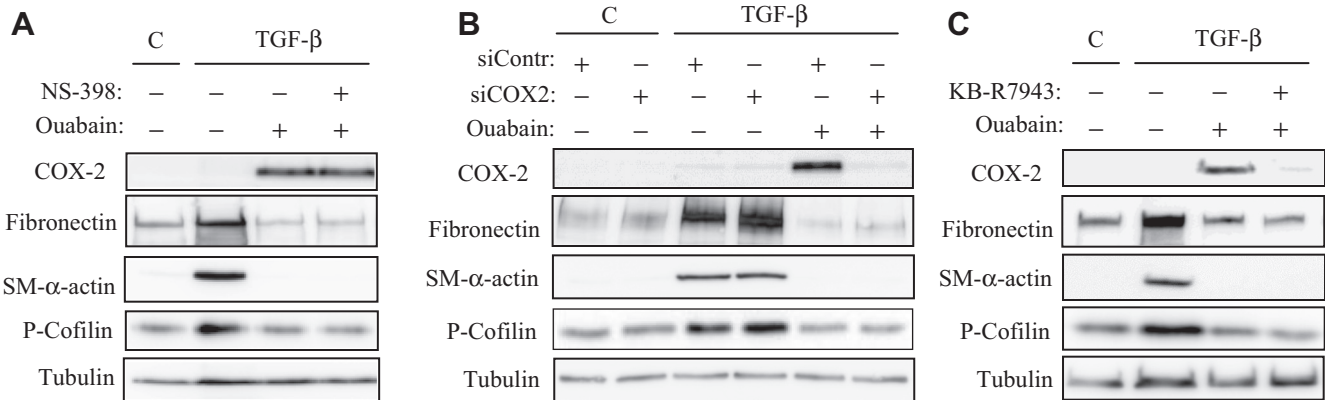 A
C TGF-β
NS-398: – – – +
Ouabain: – – + +
COX-2
Fibronectin
SM-α-actin
P-Cofilin
Tubulin
B
C TGF-β
siContr: + – + – + –
siCOX2: – + – + – +
Ouabain: – – – – + +
COX-2
Fibronectin
SM-α-actin
P-Cofilin
Tubulin
C
C TGF-β
KB-R7943: – – – +
Ouabain: – – + +
COX-2
Fibronectin
SM-α-actin
P-Cofilin
Tubulin